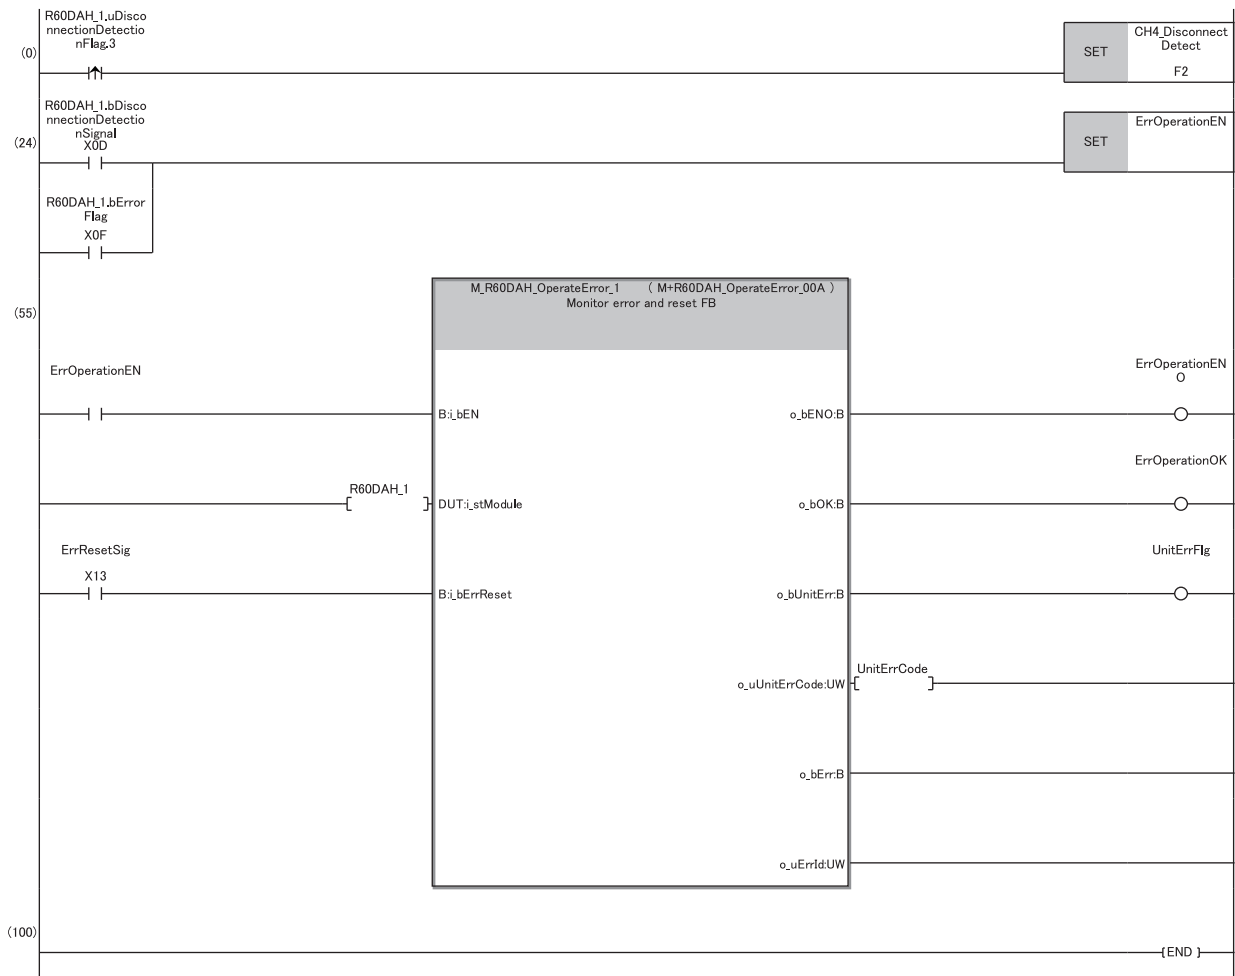 R60DAH_1.uDisco
nnectionDetectio
nFlag.3
(0)
SET
CH4_Disconnect
Detect
F2
R60DAH_1.bDisco
nnectionDetectio
nSignal
X0D
(24)
SET
ErrOperationEN
R60DAH_1.bError
Flag
X0F
(55)
M_R60DAH_OperateError_1 ( M+R60DAH_OperateError_00A )
Monitor error and reset FB
ErrOperationEN
B:i_bEN
o_bENO:B
ErrOperationEN
O
R60DAH_1
DUT:i_stModule
o_bOK:B
ErrOperationOK
ErrResetSig
X13
B:i_bErrReset
o_bUnitErr:B
UnitErrFlg
o_uUnitErrCode:UW
UnitErrCode
o_bErr:B
o_uErrId:UW
(100)
END